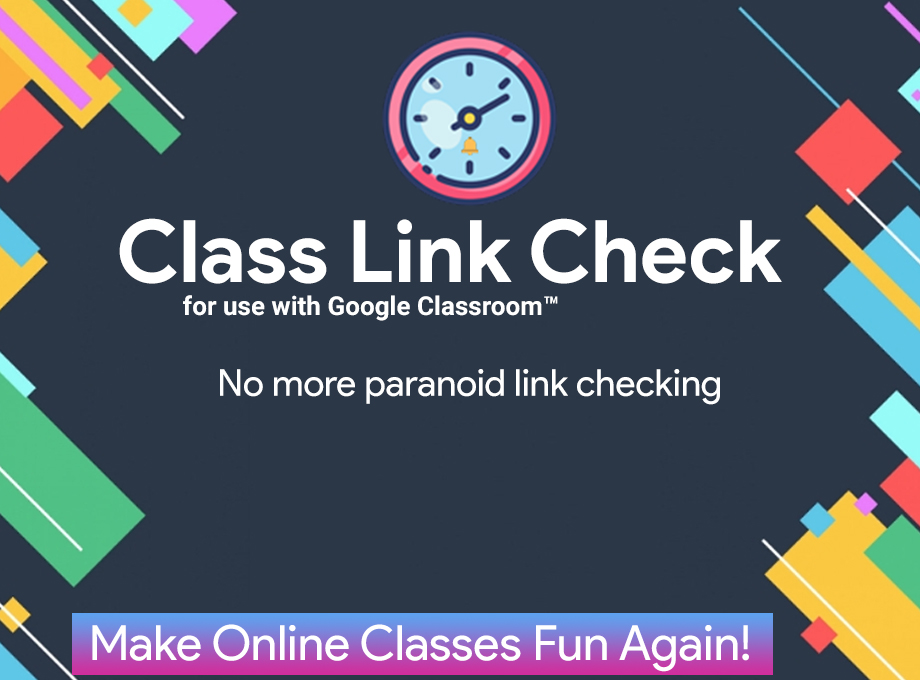 Class Link Check
for use with Google Classroom™
No more paranoid link checking
Make Online Classes Fun Again!